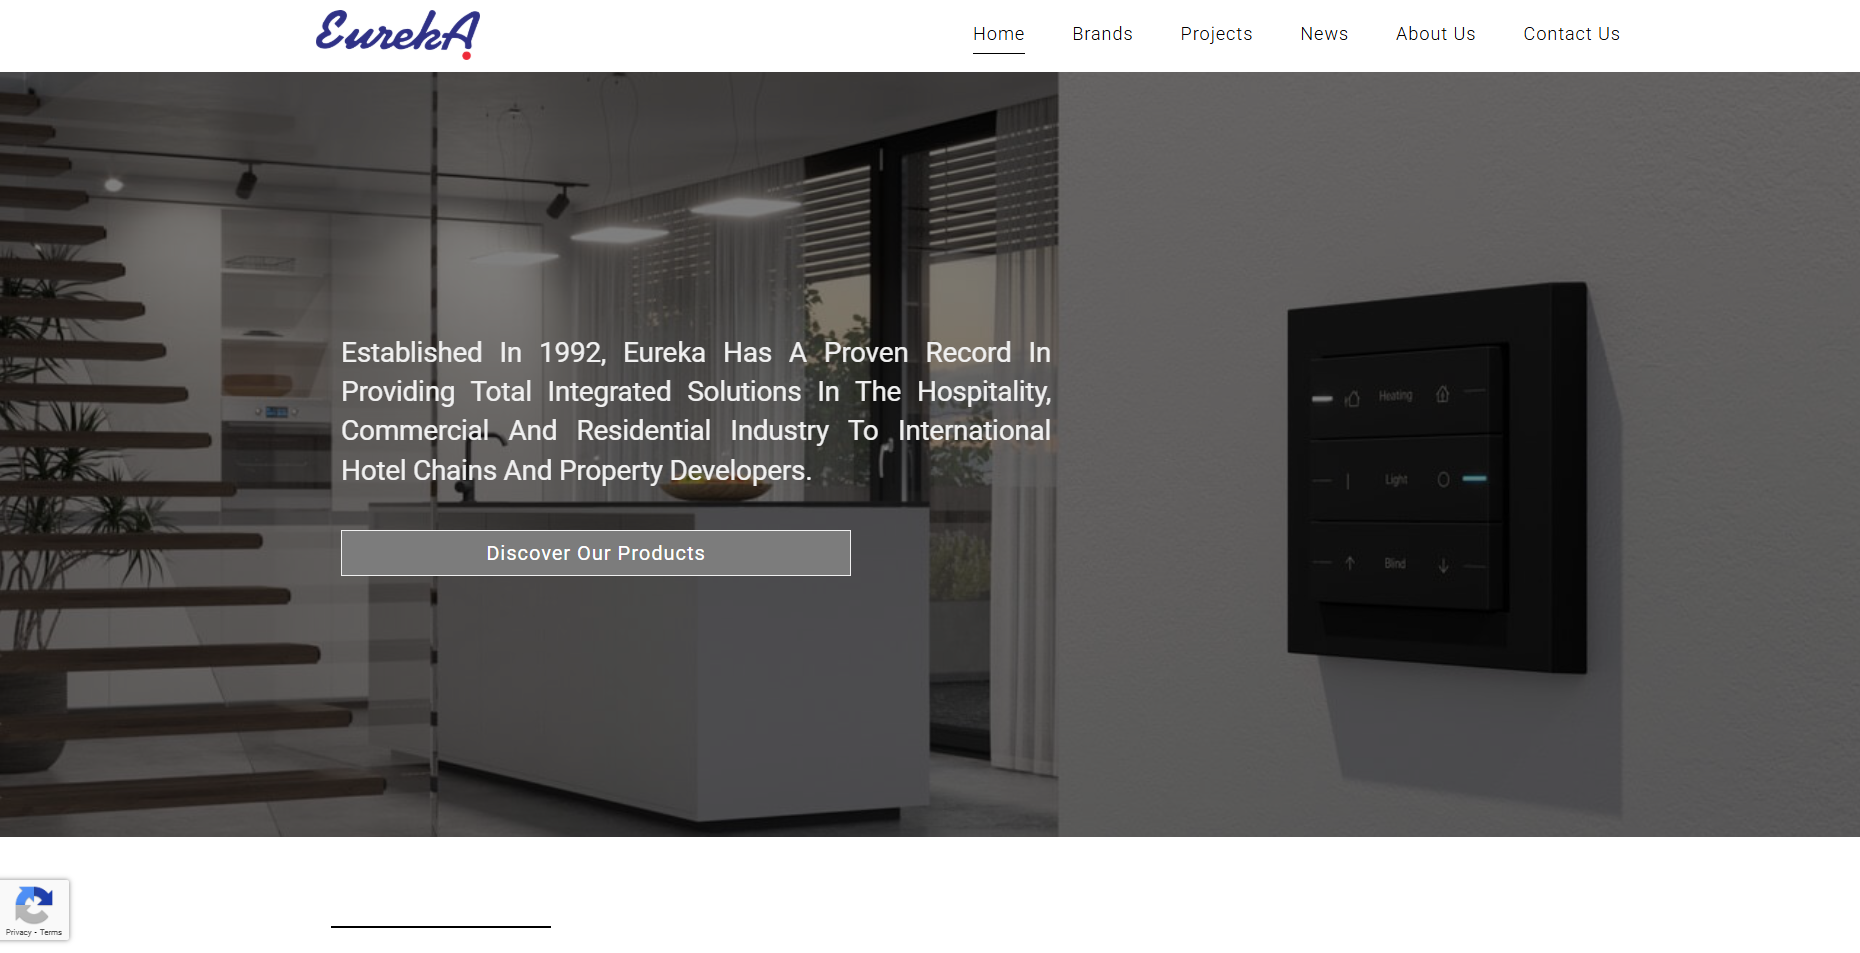 EurekA
Home Brands Projects News About Us Contact Us
Established In 1992, Eureka Has A Proven Record In
Providing Total Integrated Solutions In The Hospitality,
Commercial And Residential Industry To International
Hotel Chains And Property Developers.
Discover Our Products
Heating
Light
Blind
Privacy - Terms